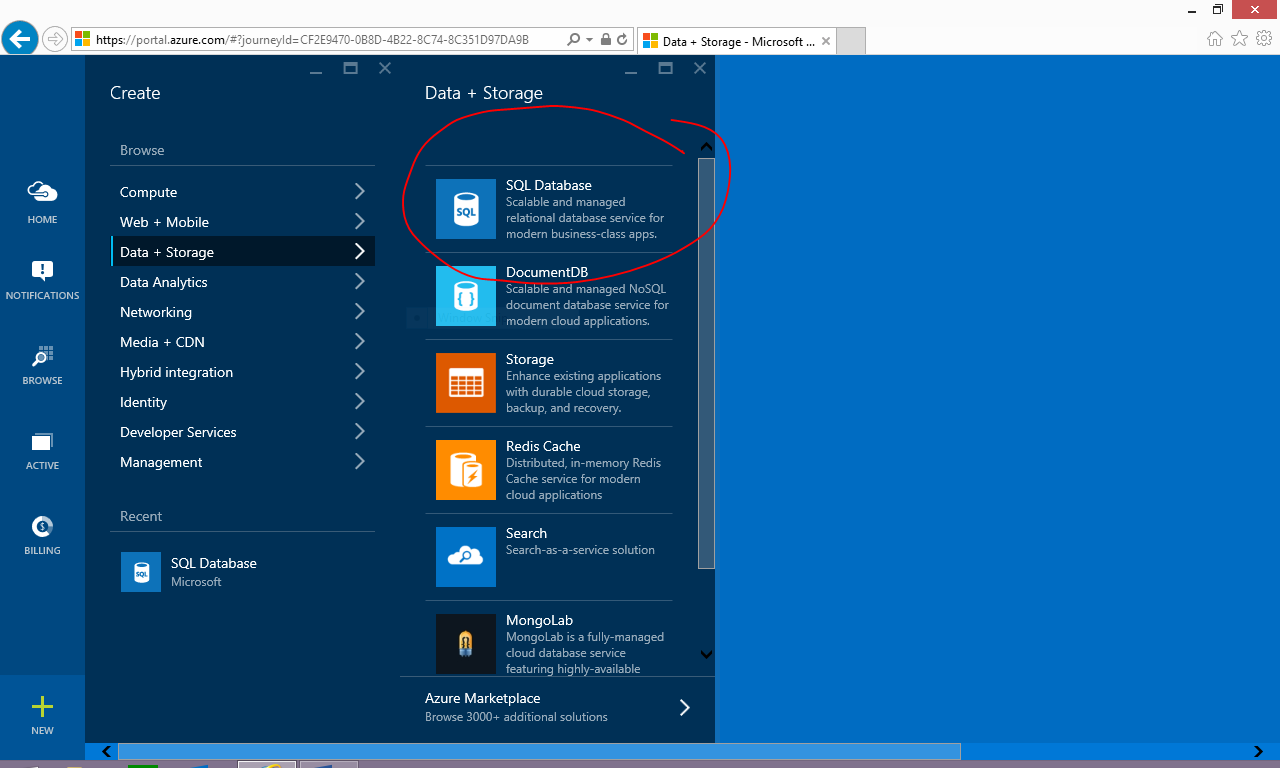 https://portal.azure.com/#?journeyId=CF2E9470-0B8D-4B22-8C74-8C351D97DA9B
Data + Storage - Microsoft ...
Create
Data + Storage
Browse
Compute
Web + Mobile
Data + Storage
Data Analytics
Networking
Media + CDN
Hybrid integration
Identity
Developer Services
Management
Recent
SQL Database
Microsoft
HOME
NOTIFICATIONS
BROWSE
ACTIVE
BILLING
NEW
SQL
SQL Database
Scalable and managed
relational database service for
modern business-class apps.
SQL
DocumentDB
Scalable and managed NoSQL
document database service for
modern cloud applications.
Storage
Enhance existing applications
with durable cloud storage,
backup, and recovery.
Redis Cache
Distributed, in-memory Redis
Cache service for modern
cloud applications
Search
Search-as-a-service solution
MongoLab
MongoLab is a fully-managed
cloud database service
featuring highly-available
Azure Marketplace
Browse 3000+ additional solutions